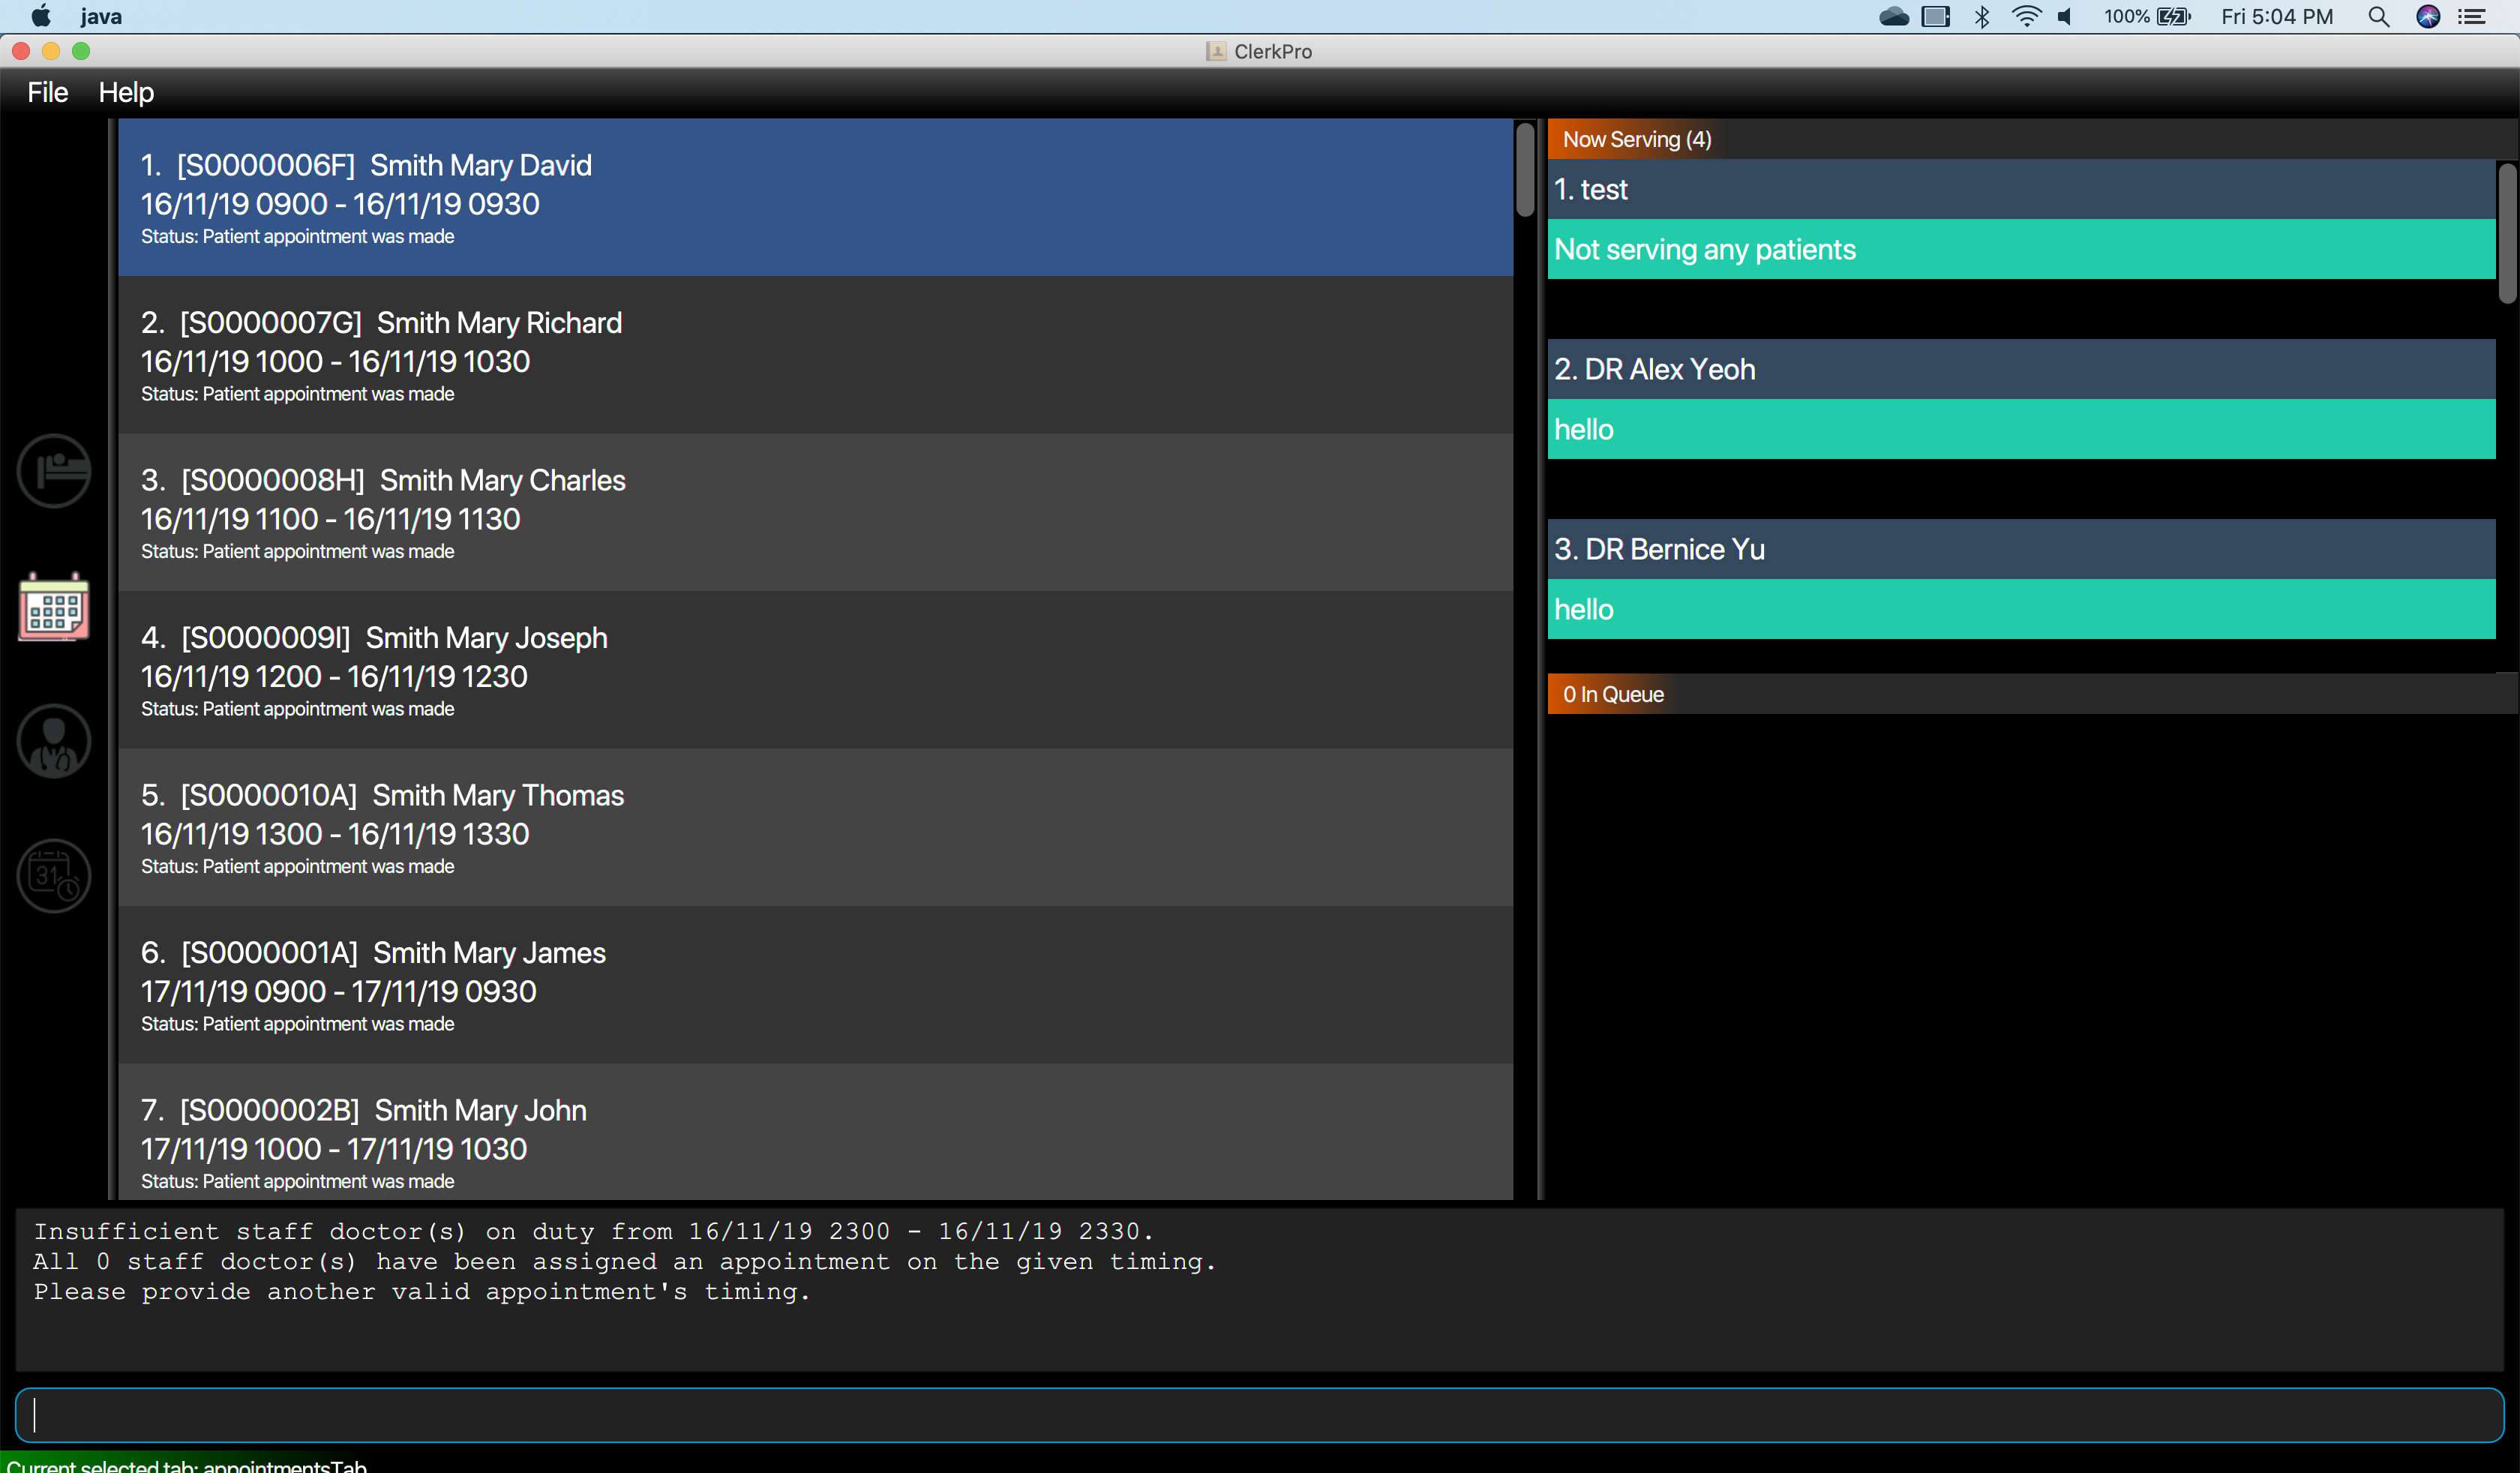 java
100%
Fri 5:04 PM
ClerkPro
File Help
1. [S0000006F] Smith Mary David
16/11/19 0900 - 16/11/19 0930
Status: Patient appointment was made
2. [S0000007G] Smith Mary Richard
16/11/19 1000 - 16/11/19 1030
Status: Patient appointment was made
3. [S0000008H] Smith Mary Charles
16/11/19 1100 - 16/11/19 1130
Status: Patient appointment was made
4. [S0000009I] Smith Mary Joseph
16/11/19 1200 - 16/11/19 1230
Status: Patient appointment was made
5. [S0000010A] Smith Mary Thomas
16/11/19 1300 - 16/11/19 1330
Status: Patient appointment was made
6. [S0000001A] Smith Mary James
17/11/19 0900 - 17/11/19 0930
Status: Patient appointment was made
7. [S0000002B] Smith Mary John
17/11/19 1000 - 17/11/19 1030
Status: Patient appointment was made
31
Now Serving (4)
1. test
Not serving any patients
2. DR Alex Yeoh
hello
3. DR Bernice Yu
hello
0 In Queue
Insufficient staff doctor(s) on duty from 16/11/19 2300 - 16/11/19 2330.
All 0 staff doctor(s) have been assigned an appointment on the given timing.
Please provide another valid appointment's timing.
Current selected tab: appointmentsTab